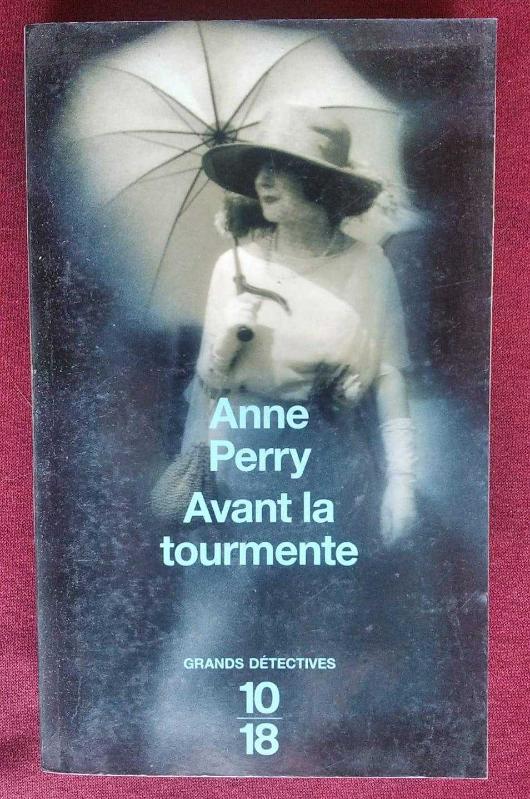 Anne
Perry
Avant la
tourmente
GRANDS DÉTECTIVES
10
18